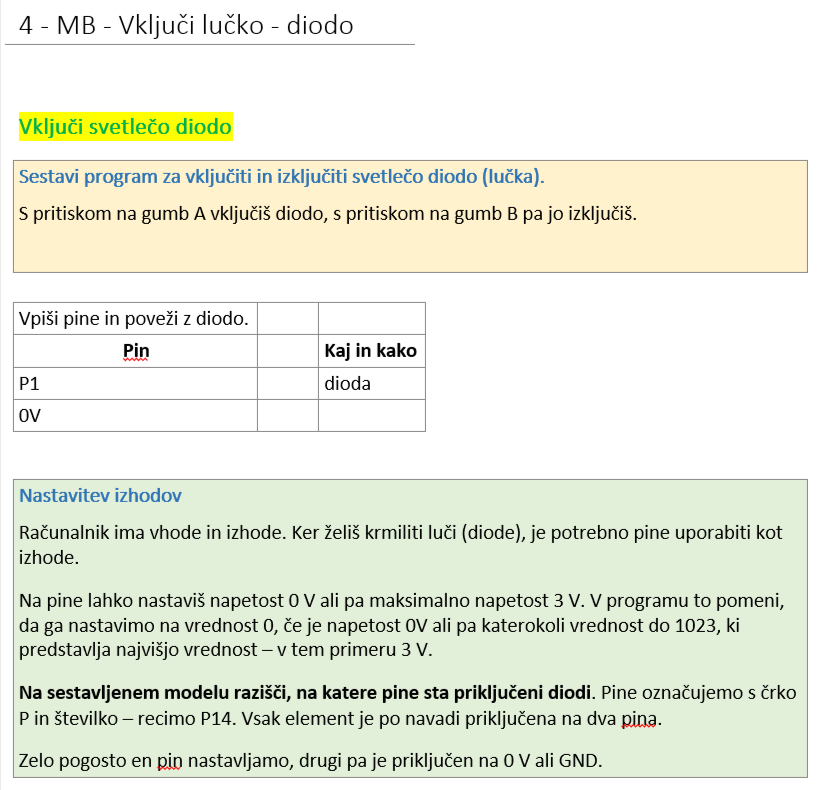 4 - MB - Vključi lučko - diodo
Vključi svetlečo diodo
Sestavi program za vključiti in izključiti svetlečo diodo (lučka).
S pritiskom na gumb A vključiš diodo, s pritiskom na gumb B pa jo izključiš.
Vpiši pine in poveži z diodo.
Pin Kaj in kako
P1 dioda
0V
Nastavitev izhodov
Računalnik ima vhode in izhode. Ker želiš krmiliti luči (diode), je potrebno pine uporabiti kot
izhode.
Na pine lahko nastaviš napetost 0 V ali pa maksimalno napetost 3 V. V programu to pomeni,
da ga nastavimo na vrednost 0, če je napetost 0V ali pa katerokoli vrednost do 1023, ki
predstavlja najvišjo vrednost – v tem primeru 3 V.
Na sestavljenem modelu razišči, na katere pine sta priključeni diodi. Pine označujemo s črko
P in številko – recimo P14. Vsak element je po navadi priključena na dva pina.
Zelo pogosto en pin nastavljamo, drugi pa je priključen na 0 V ali GND.